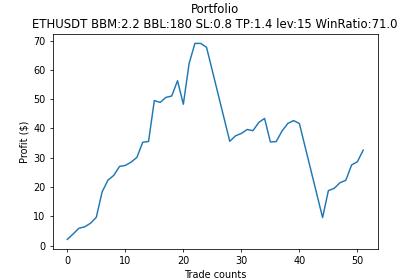 Portfolio
ETHUSDT BBM:2.2 BBL:180 SL:0.8 TP:1.4 lev:15 WinRatio:71.0
70
60
50
40
30
20
10
0
Profit ($)
0 10 20 30 40 50
Trade counts